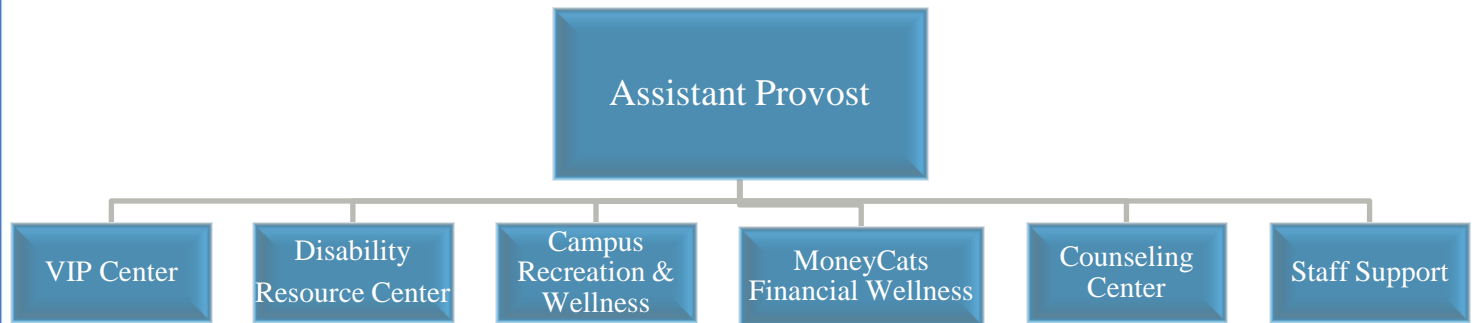 Assistant Provost
VIP Center
Disability
Resource Center
Campus
Recreation &
Wellness
MoneyCats
Financial Wellness
Counseling
Center
Staff Support